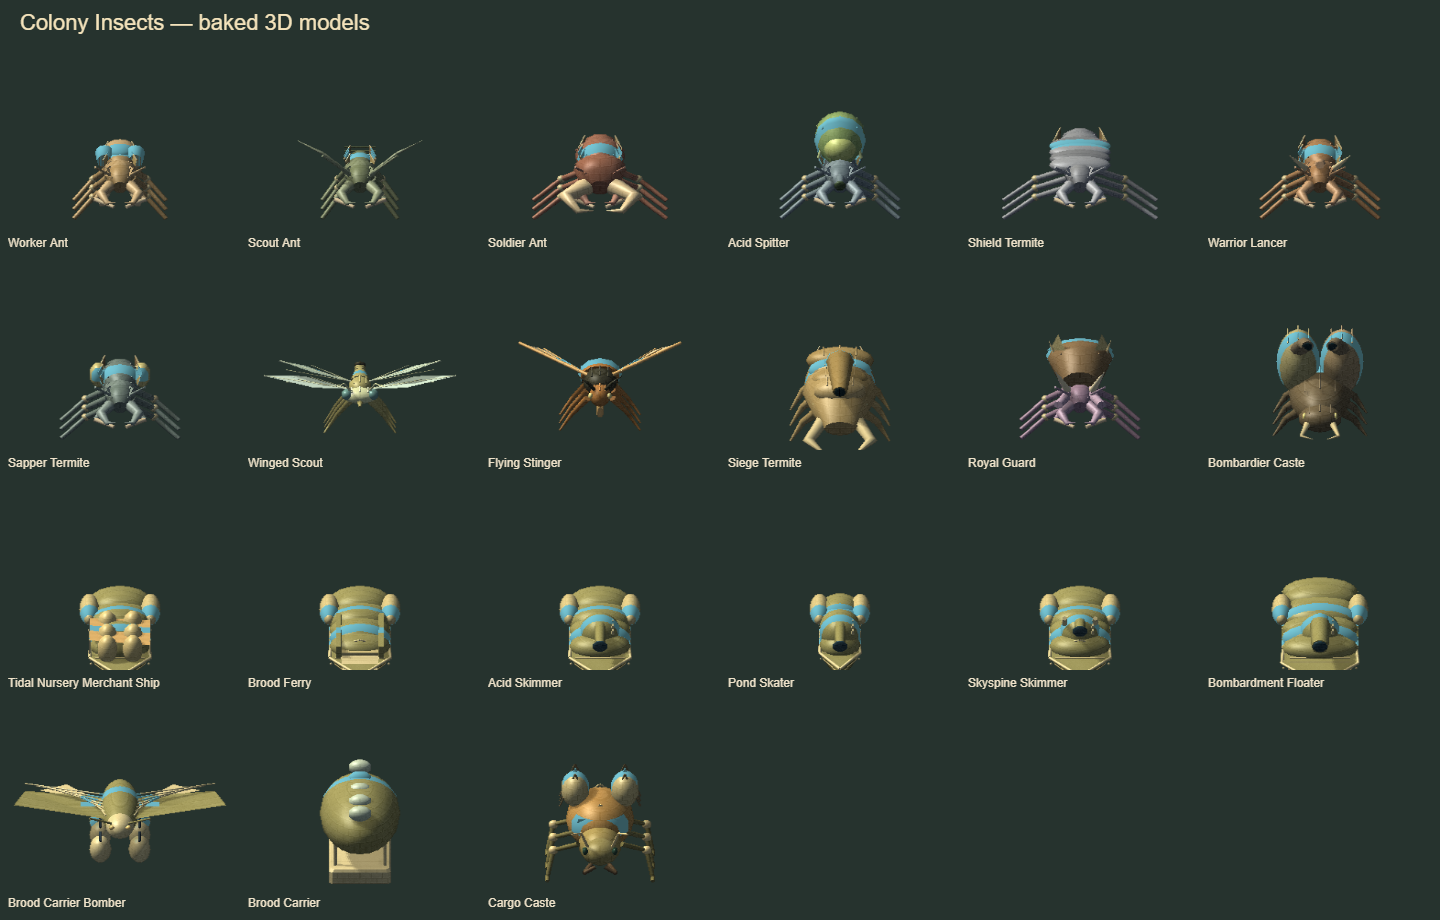 Colony Insects — baked 3D models
Worker Ant
Scout Ant
Soldier Ant
Acid Spitter
Shield Termite
Warrior Lancer
Sapper Termite
Winged Scout
Flying Stinger
Siege Termite
Royal Guard
Bombardier Caste
Tidal Nursery Merchant Ship
Brood Ferry
Acid Skimmer
Pond Skater
Skyspine Skimmer
Bombardment Floater
Brood Carrier Bomber
Brood Carrier
Cargo Caste